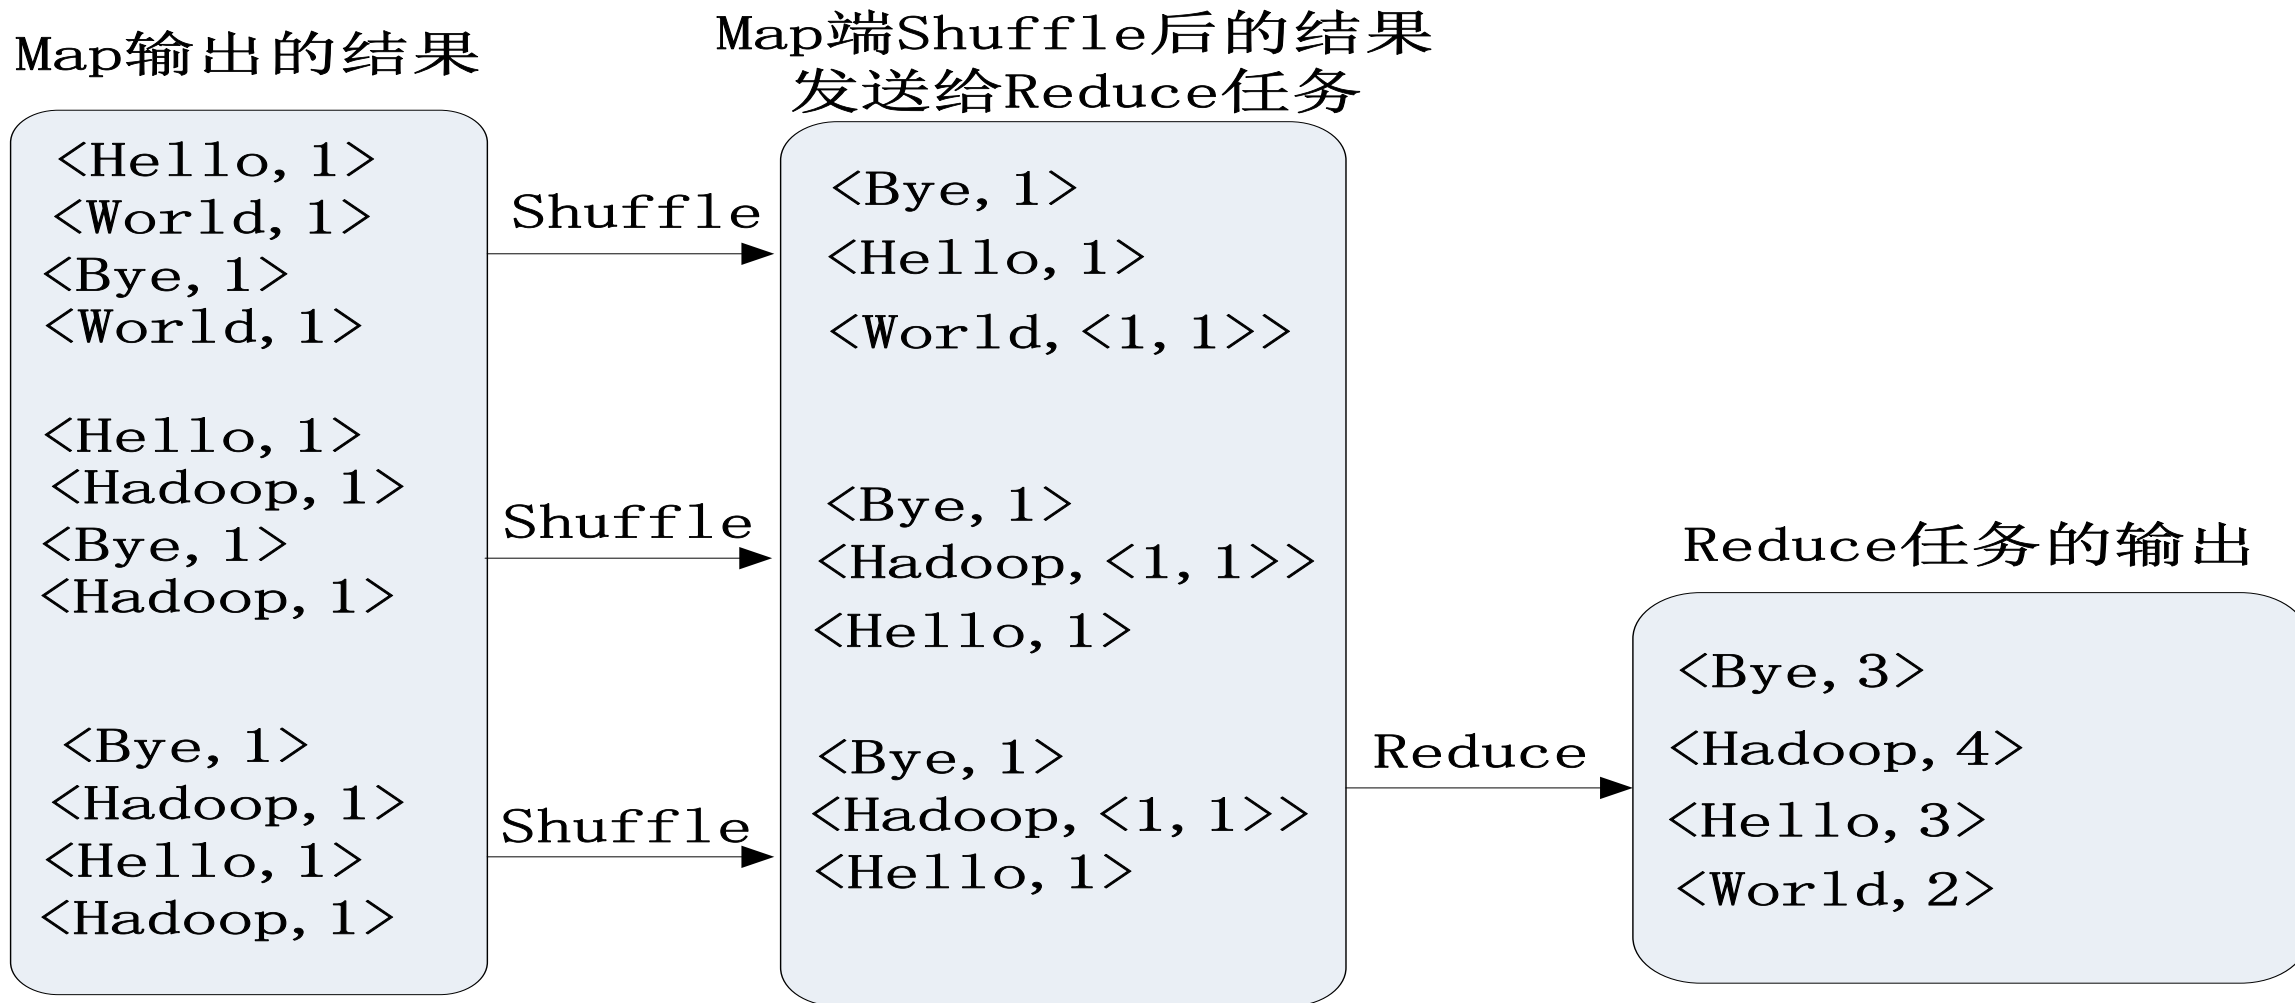 Map输出的结果
<Hello,1>
<World,1>
<Bye,1>
<World,1>
<Hello,1>
<Hadoop,1>
<Bye,1>
<Hadoop,1>
<Bye,1>
<Hadoop,1>
<Hello,1>
<Hadoop,1>
Shuffle
Shuffle
Shuffle
Map端Shuffle后的结果
发送给Reduce任务
<Bye,1>
<Hello,1>
<World,<1,1>>
<Bye,1>
<Hadoop,<1,1>>
<Hello,1>
<Bye,1>
<Hadoop,<1,1>>
<Hello,1>
Reduce
Reduce任务的输出
<Bye,3>
<Hadoop,4>
<Hello,3>
<World,2>